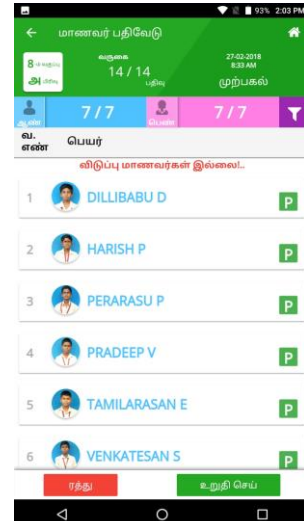 93% 2:03 PM
மாணவர் பதிவேடு
8 -ம் வகுப்பு
அ பிரிவு
வருகை
14 / 14
பதிவு
27-02-2018
8:33 AM
முற்பகல்
ஆண்
7 / 7
பெண்
7 / 7
வ.
எண்
பெயர்
விடுப்பு மாணவர்கள் இல்லை!..
1 DILLIBABU D P
2 HARISH P P
3 PERARASU P P
4 PRADEEP V P
5 TAMILARASAN E P
6 VENKATESAN S P
ரத்து
உறுதி செய்